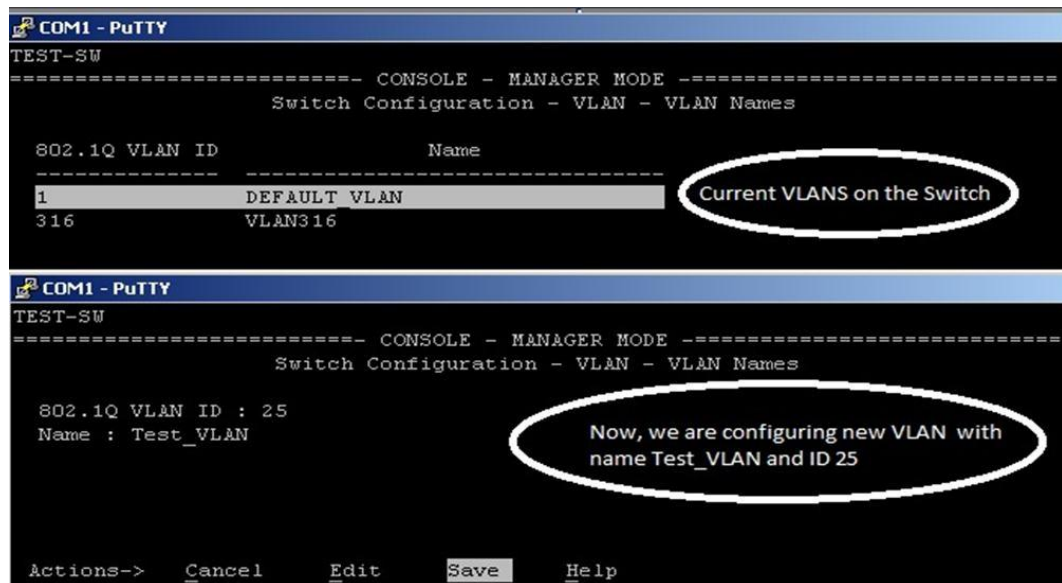 COM1 - PuTTY
TEST-SW
==========================- CONSOLE - MANAGER MODE -============================
Switch Configuration - VLAN - VLAN Names
802.1Q VLAN ID Name
-------------- --------------------------------
1 DEFAULT_VLAN
316 VLAN316
Current VLANS on the Switch
COM1 - PuTTY
TEST-SW
==========================- CONSOLE - MANAGER MODE -============================
Switch Configuration - VLAN - VLAN Names
802.1Q VLAN ID : 25
Name : Test_VLAN
Now, we are configuring new VLAN with
name Test_VLAN and ID 25
Actions-> Cancel Edit Save Help